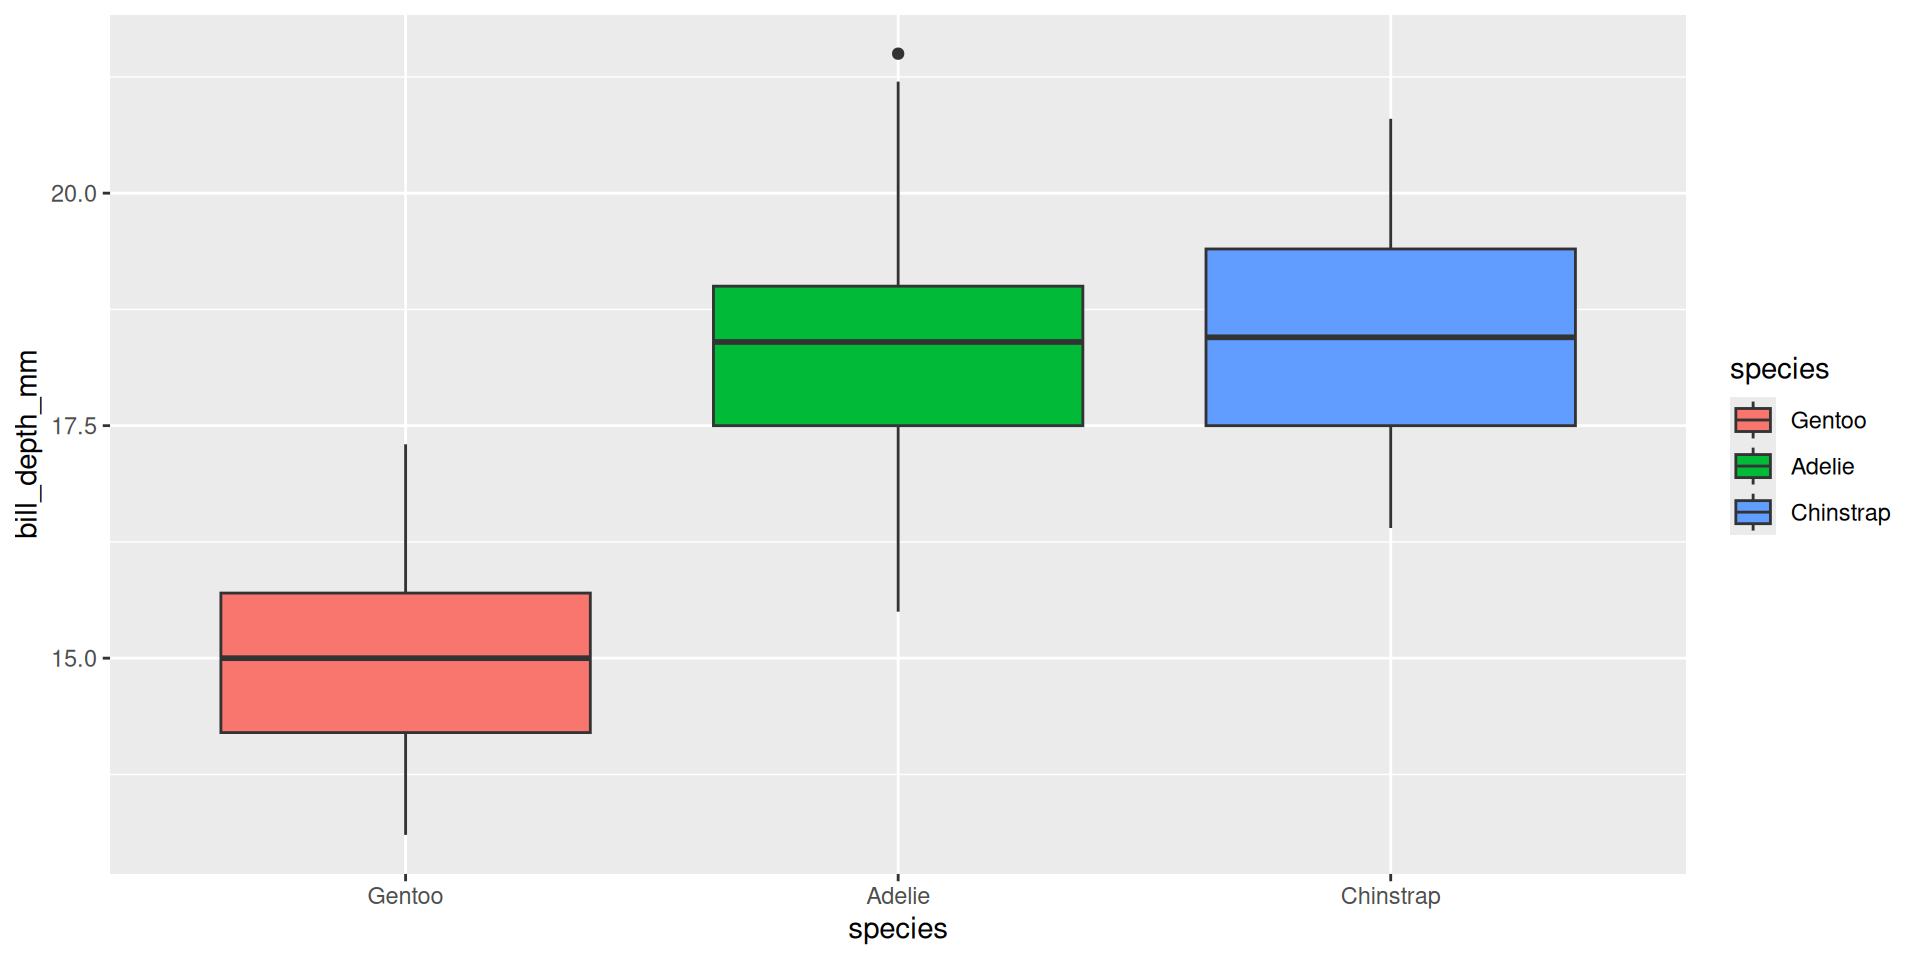 bill_depth_mm
20.0
17.5
15.0
Gentoo
Adelie
Chinstrap
species
species
Gentoo
Adelie
Chinstrap